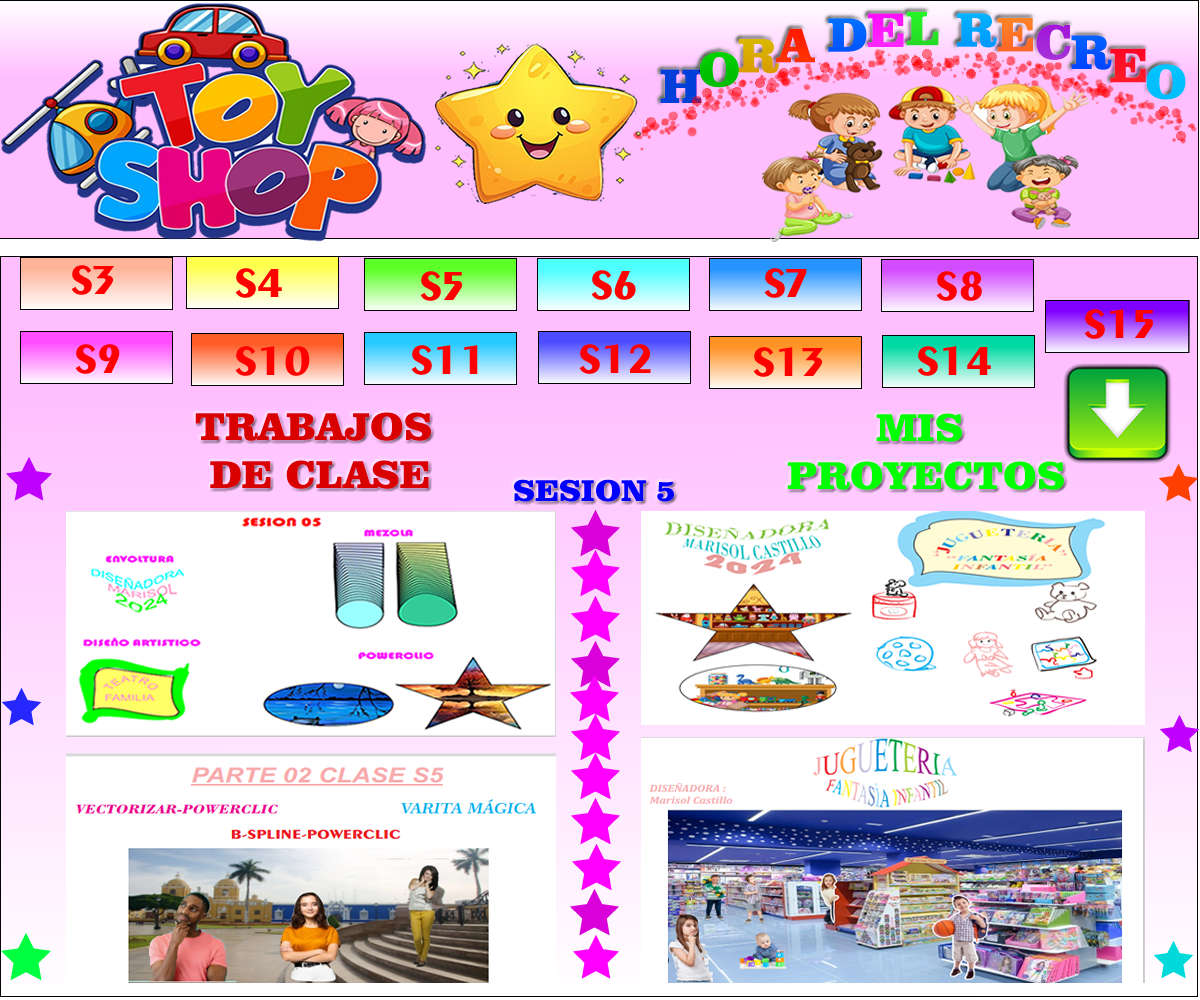 TOY
SHOP
HORA DEL RECREO
S3
S4
S5
S6
S7
S8
S15
S9
S10
S11
S12
S13
S14
TRABAJOS
DE CLASE
MIS
PROYECTOS
SESION 5
SESION 05
MEZCLA
ENVOLTURA
DISEÑADORA
MARISOL
2024
DISEÑO ARTISTICO
TEATRO
FAMILIA
POWERCLIO
DISEÑADORA
MARISOL CASTILLO
2024
"JUGUETERIA"
"FANTASÍA
INFANTIL"
PARTE 02 CLASE S5
VECTORIZAR-POWERCLIC
VARITA MÁGICA
B-SPLINE-POWERCLIC
JUGUETERIA
FANTASÌA INFANTIL
DISEÑADORA :
Marisol Castillo